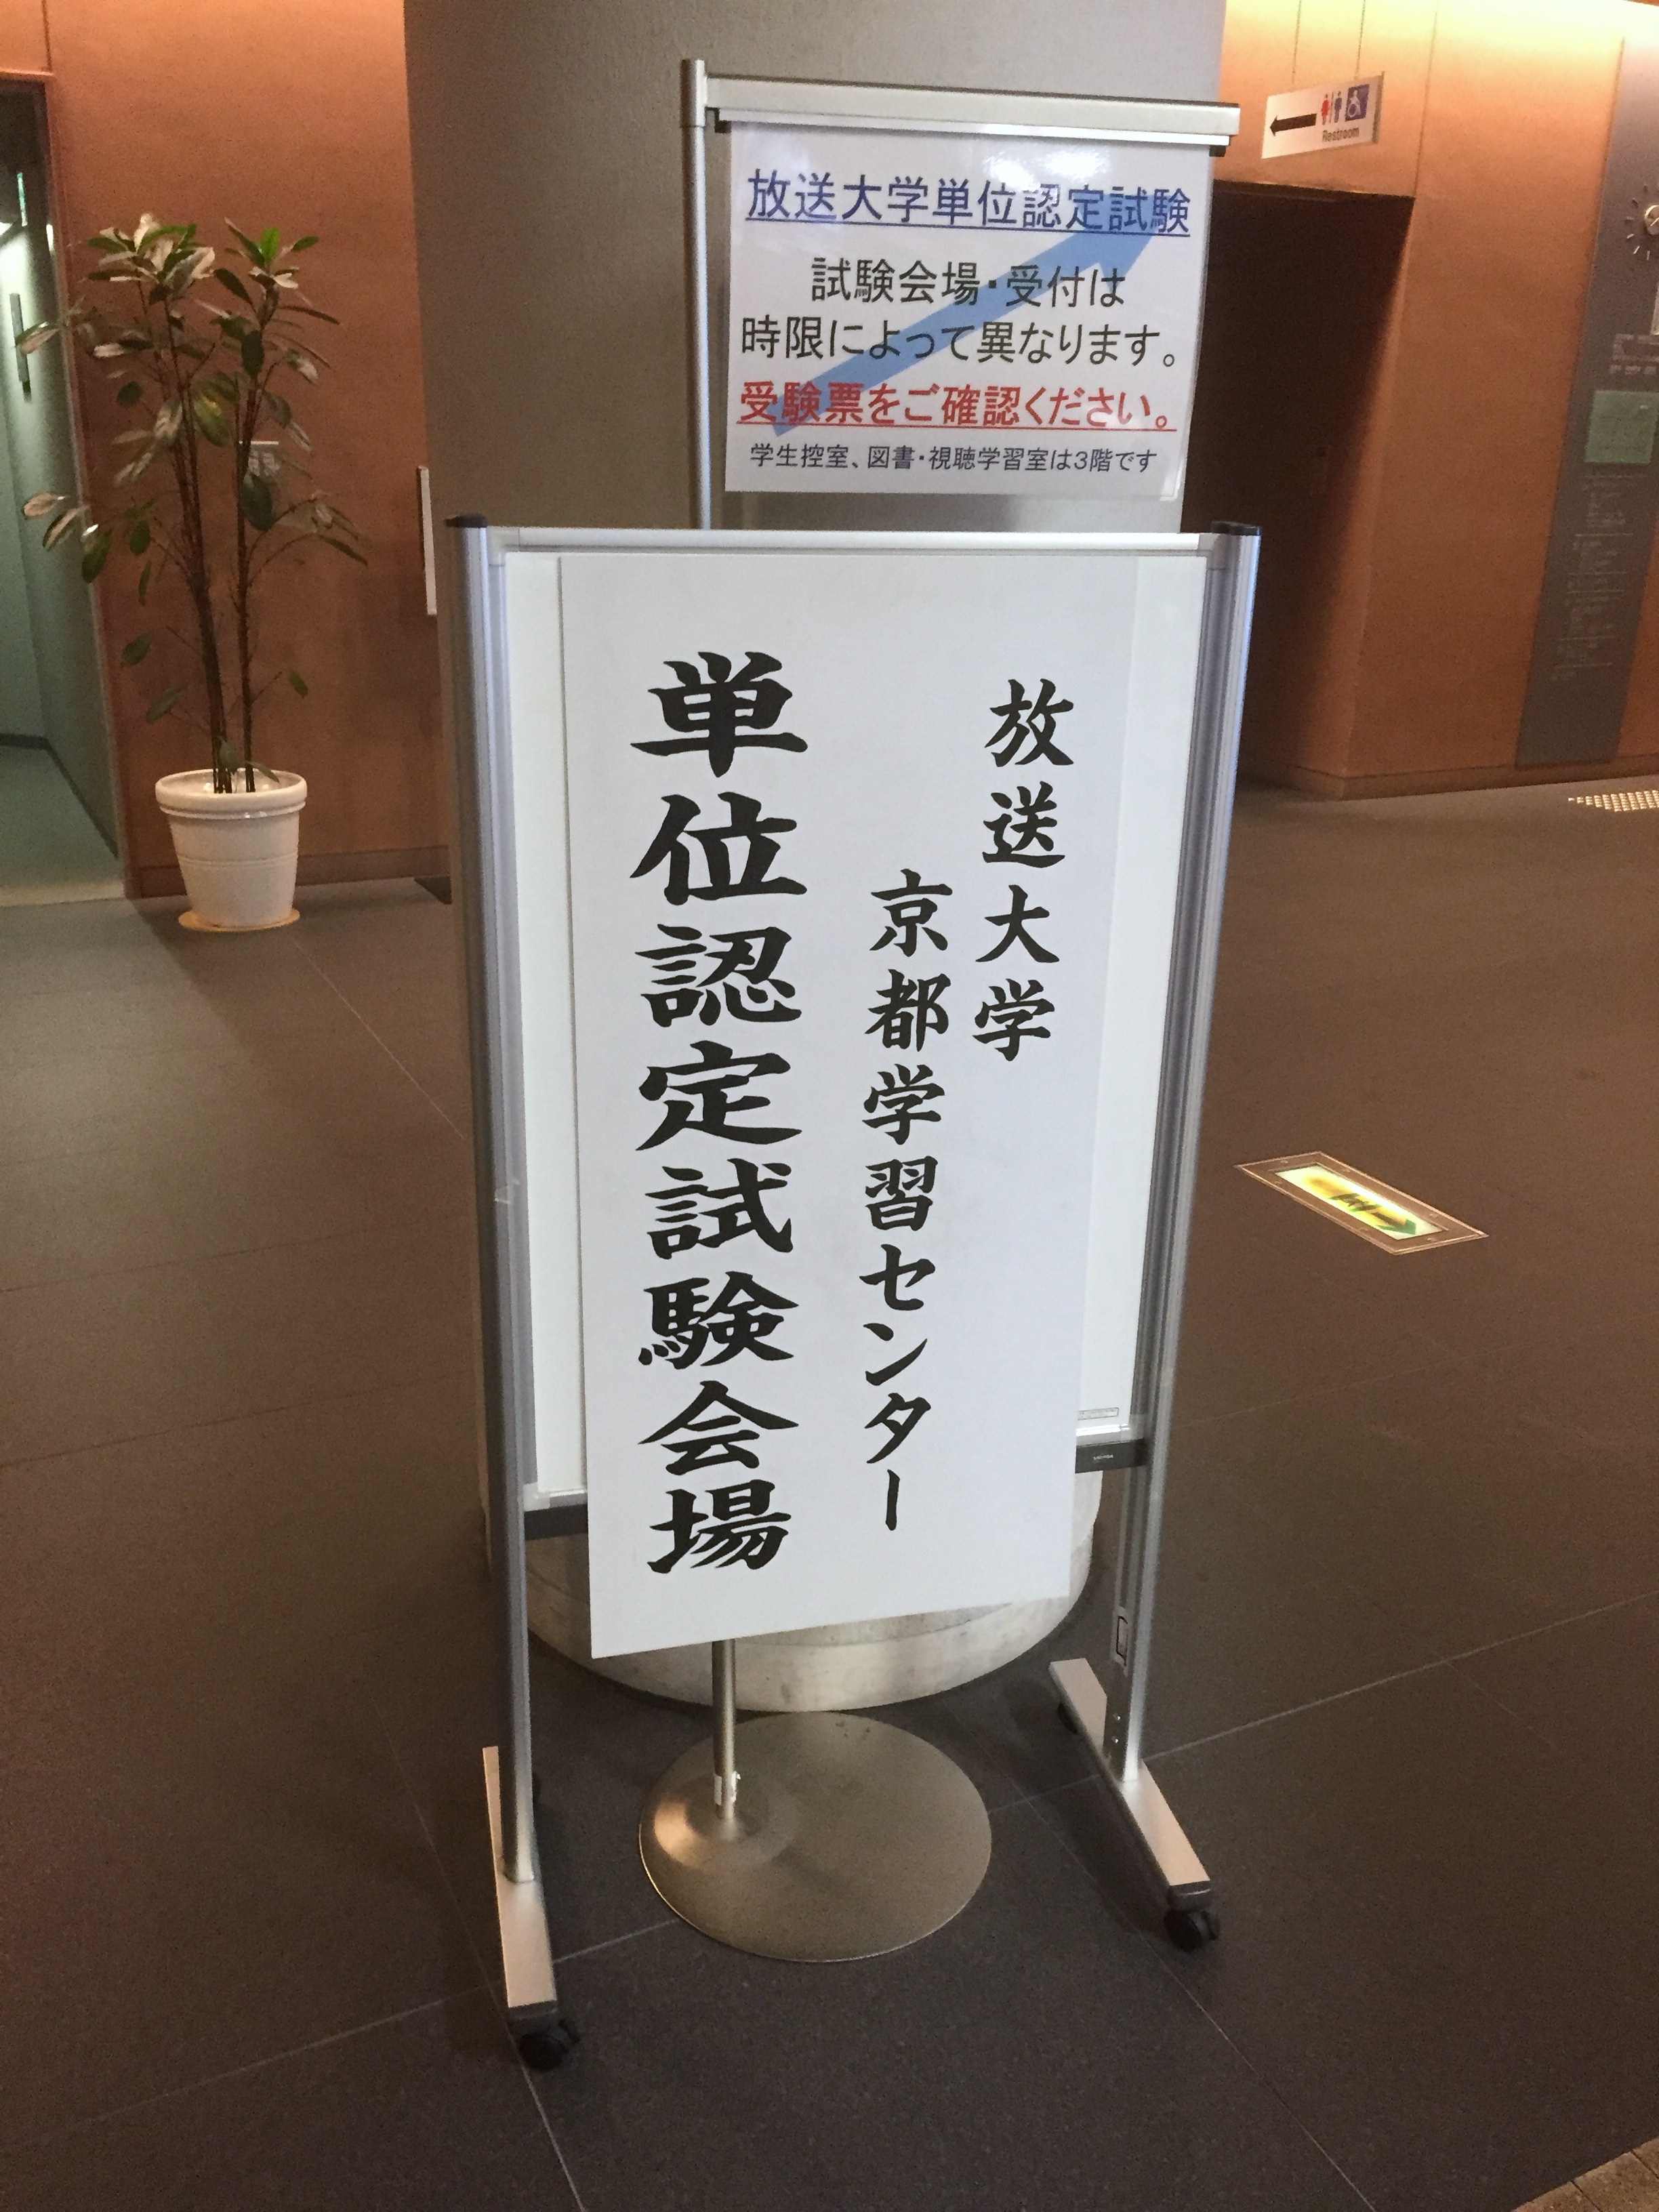 放送大学単位認定試験
試験会場・受付は
時限によって異なります。
受験票をご確認ください。
学生控室、図書・視聴学習室は3階です
放送大学
京都学習センター
単位認定試験会場
Restroom